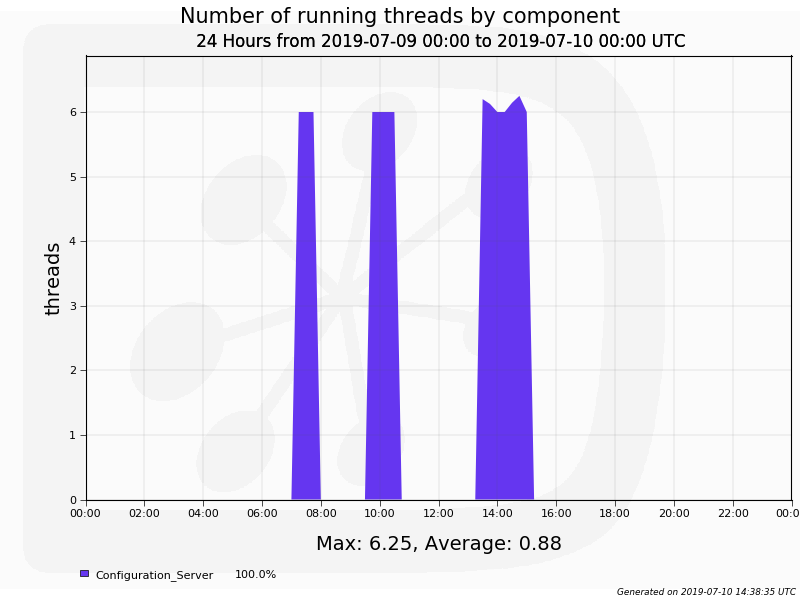 Number of running threads by component
24 Hours from 2019-07-09 00:00 to 2019-07-10 00:00 UTC
6
5
4
3
2
1
0
threads
00:00 02:00 04:00 06:00 08:00 10:00 12:00 14:00 16:00 18:00 20:00 22:00 00:0
Max: 6.25, Average: 0.88
Configuration_Server 100.0%
Generated on 2019-07-10 14:38:35 UTC